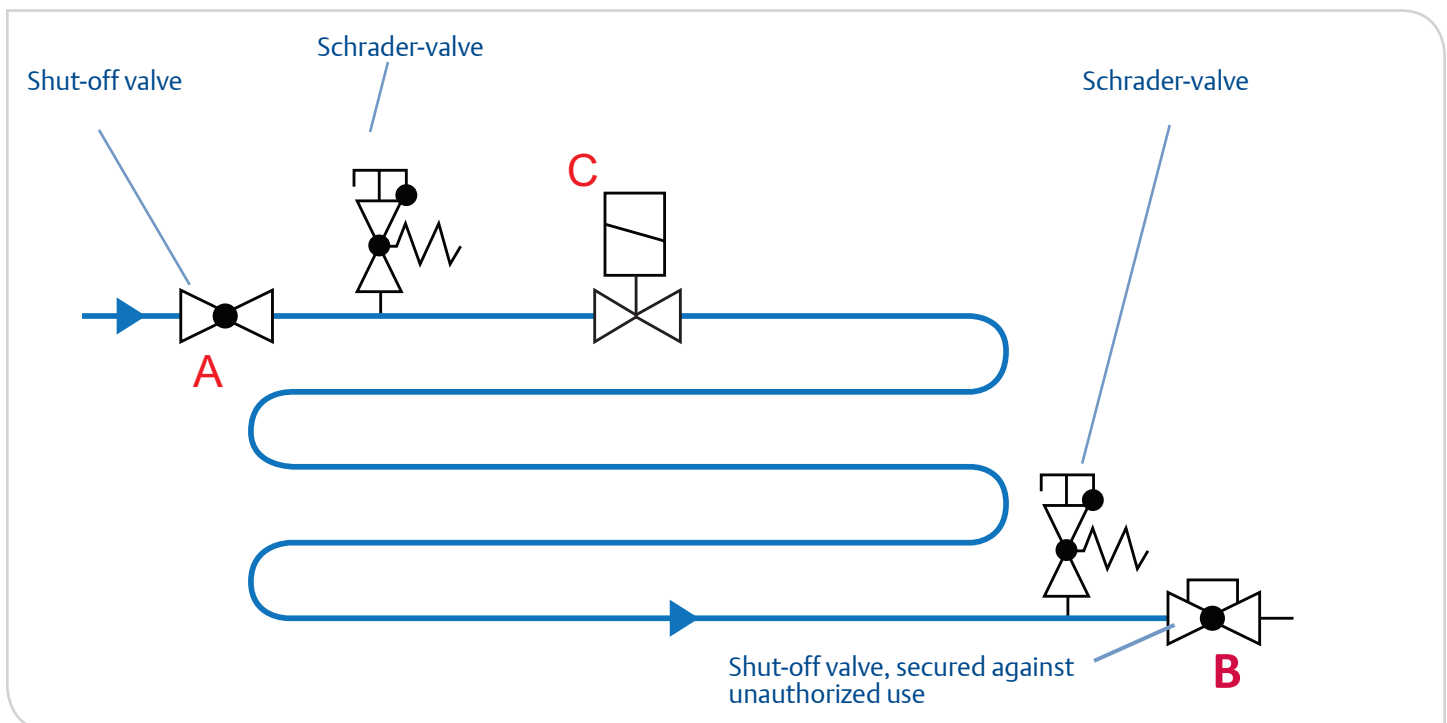 Schrader-valve
Shut-off valve
Schrader-valve
C
A
Shut-off valve, secured against
unauthorized use
B